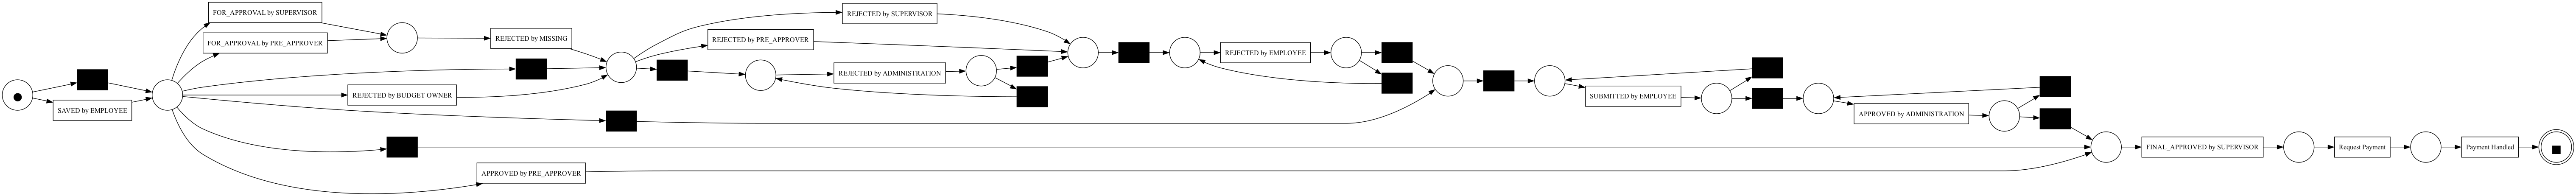 FOR_APPROVAL by SUPERVISOR
FOR_APPROVAL by PRE_APPROVER
SAVED by EMPLOYEE
REJECTED by MISSING
REJECTED by BUDGET OWNER
APPROVED by PRE_APPROVER
REJECTED by SUPERVISOR
REJECTED by PRE_APPROVER
REJECTED by ADMINISTRATION
REJECTED by EMPLOYEE
SUBMITTED by EMPLOYEE
APPROVED by ADMINISTRATION
FINAL_APPROVED by SUPERVISOR
Request Payment
Payment Handled